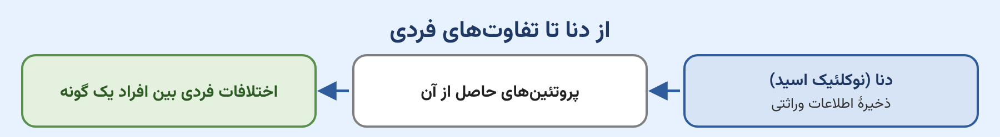 از دنا تا تفاوت‌های فردی
دنا (نوکلئیک اسید)
ذخیرهٔ اطلاعات وراثتی
پروتئین‌های حاصل از آن
اختلافات فردی بین افراد یک گونه